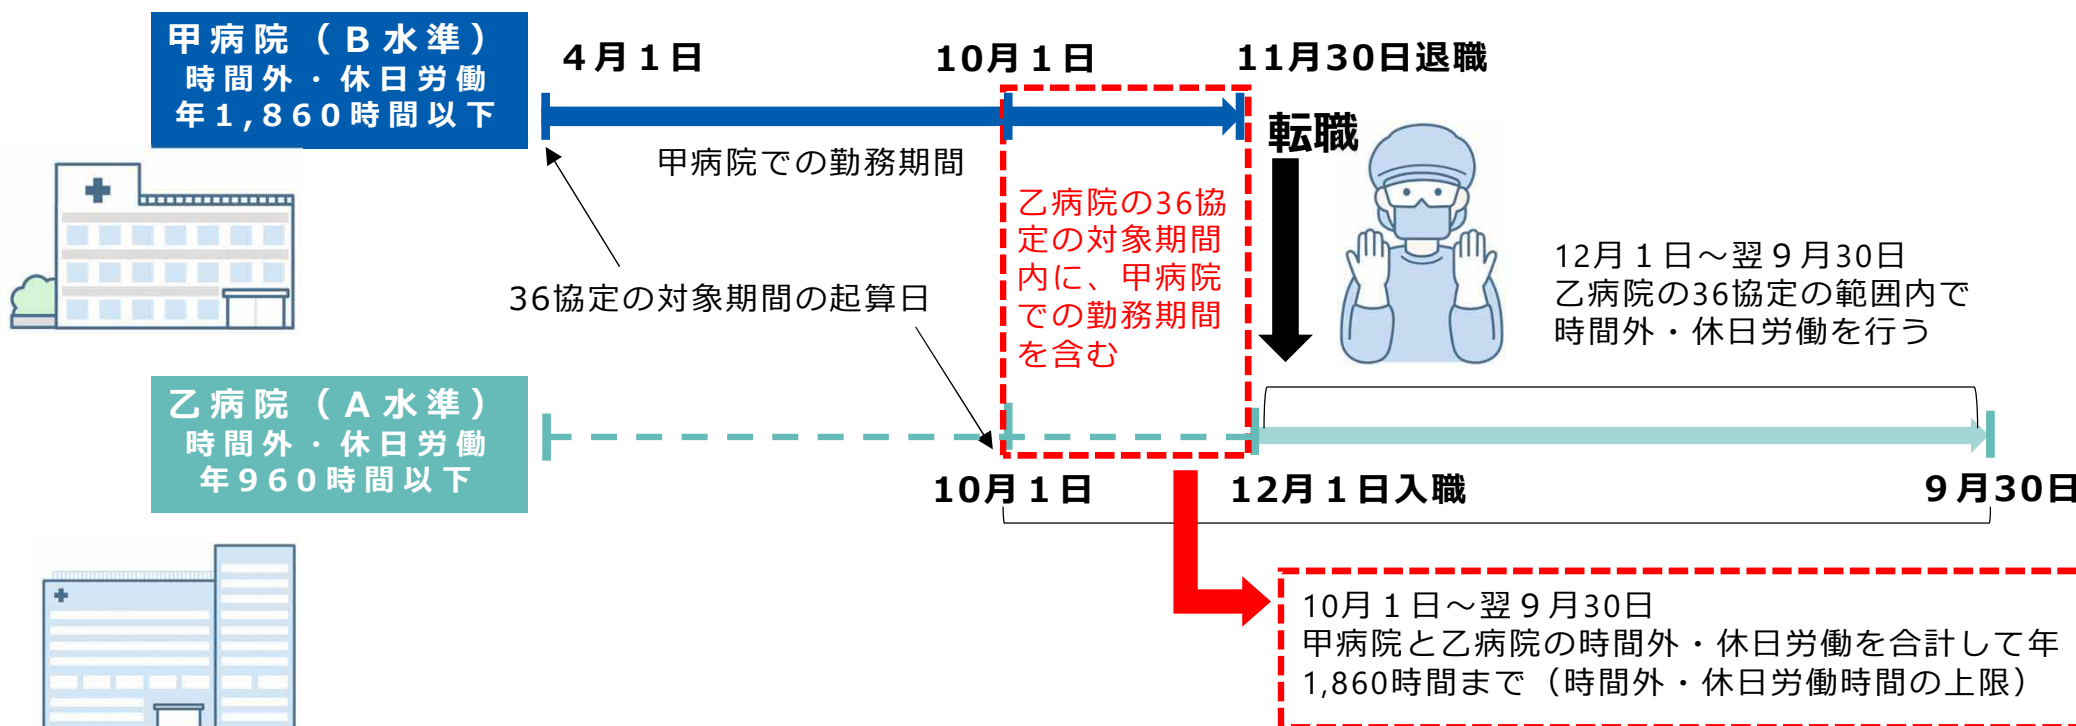 甲病院（B水準）
時間外・休日労働
年1,860時間以下
４月１日
10月１日
11月30日退職
転職
甲病院での勤務期間
乙病院の36協
定の対象期間
内に、甲病院
での勤務期間
を含む
36協定の対象期間の起算日
12月１日～翌９月30日
乙病院の36協定の範囲内で
時間外・休日労働を行う
乙病院（A水準）
時間外・休日労働
年960時間以下
10月１日
12月１日入職
９月30日
10月１日～翌９月30日
甲病院と乙病院の時間外・休日労働を合計して年
1,860時間まで（時間外・休日労働時間の上限）